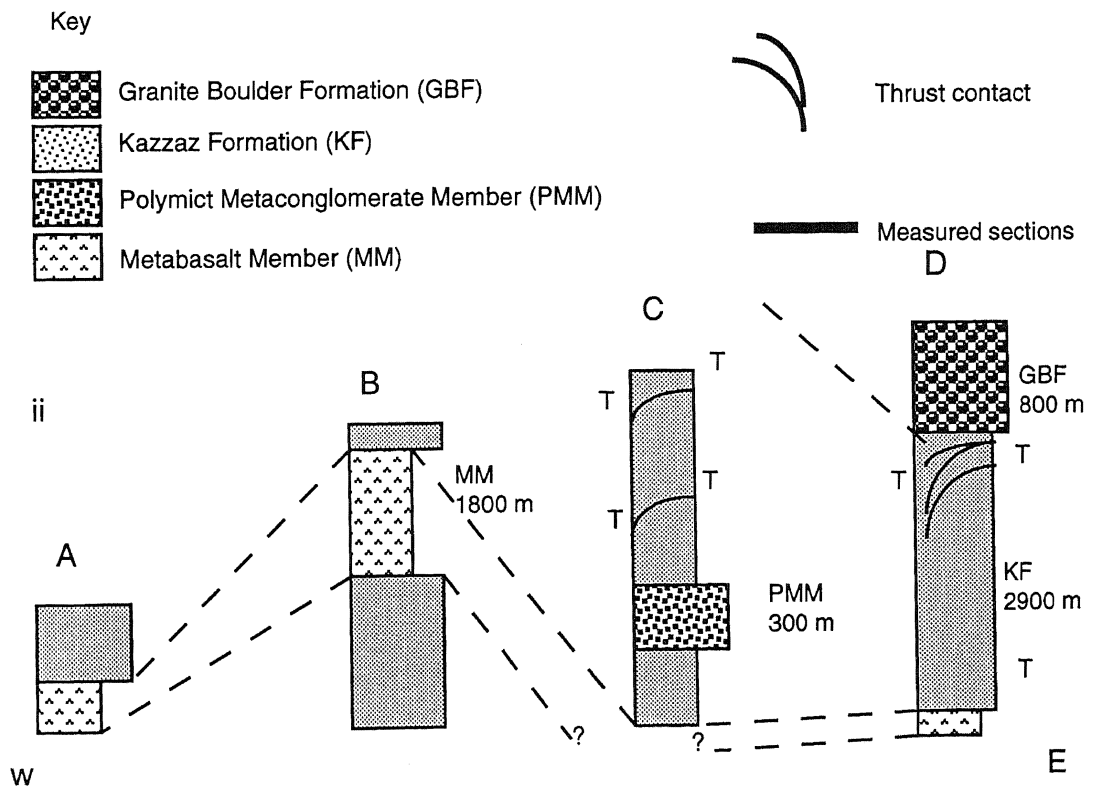 Key
Granite Boulder Formation (GBF)
Kazzaz Formation (KF)
Polymict Metaconglomerate Member (PMM)
Metabasalt Member (MM)
Thrust contact
Measured sections
ii
A
B
C
D
MM
1800 m
T
T
T
T
PMM
300 m
GBF
800 m
T
T
KF
2900 m
T
?
?
W
E